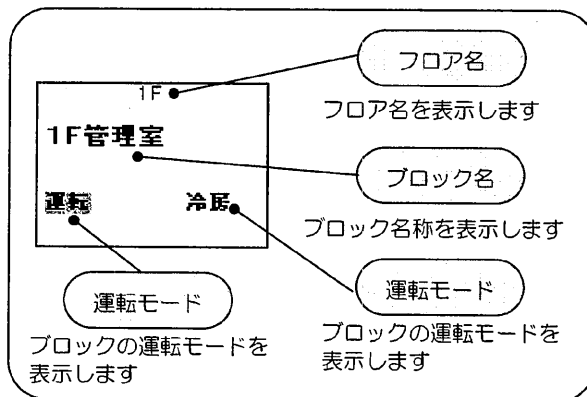 フロア名
1F
フロア名を表示します
1F管理室
ブロック名
運転
冷房
ブロック名称を表示します
運転モード
運転モード
ブロックの運転モードを
表示します
ブロックの運転モードを
表示します